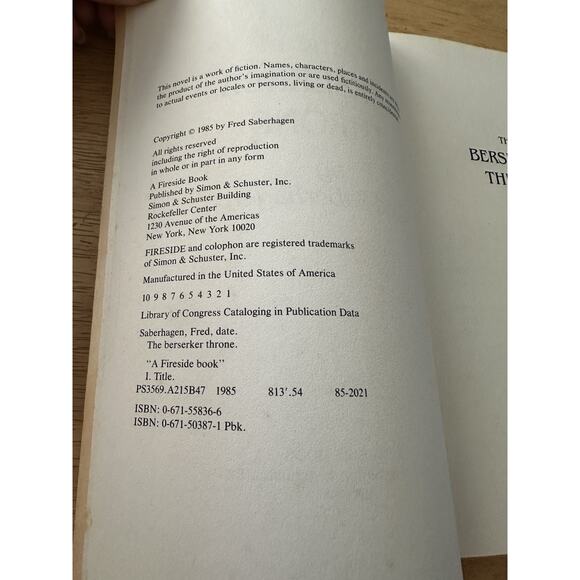 This novel is a work of fiction. Names, characters, places and incidents are
the product of the author's imagination or are used fictitiously. Any
to actual events or locales or persons, living or dead, is entirely coincidental.
Copyright © 1985 by Fred Saberhagen
All rights reserved
including the right of reproduction
in whole or in part in any form
A Fireside Book
Published by Simon & Schuster, Inc.
Simon & Schuster Building
Rockefeller Center
1230 Avenue of the Americas
New York, New York 10020
FIRESIDE and colophon are registered trademarks
of Simon & Schuster, Inc.
Manufactured in the United States of America
10 9 8 7 6 5 4 3 2 1
Library of Congress Cataloging in Publication Data
Saberhagen, Fred, date.
The berserker throne.
"A Fireside book"
I. Title.
PS3569.A215B47 1985 813'.54 85-2021
ISBN: 0-671-55836-6
ISBN: 0-671-50387-1 Pbk.
TH
BERS
TH